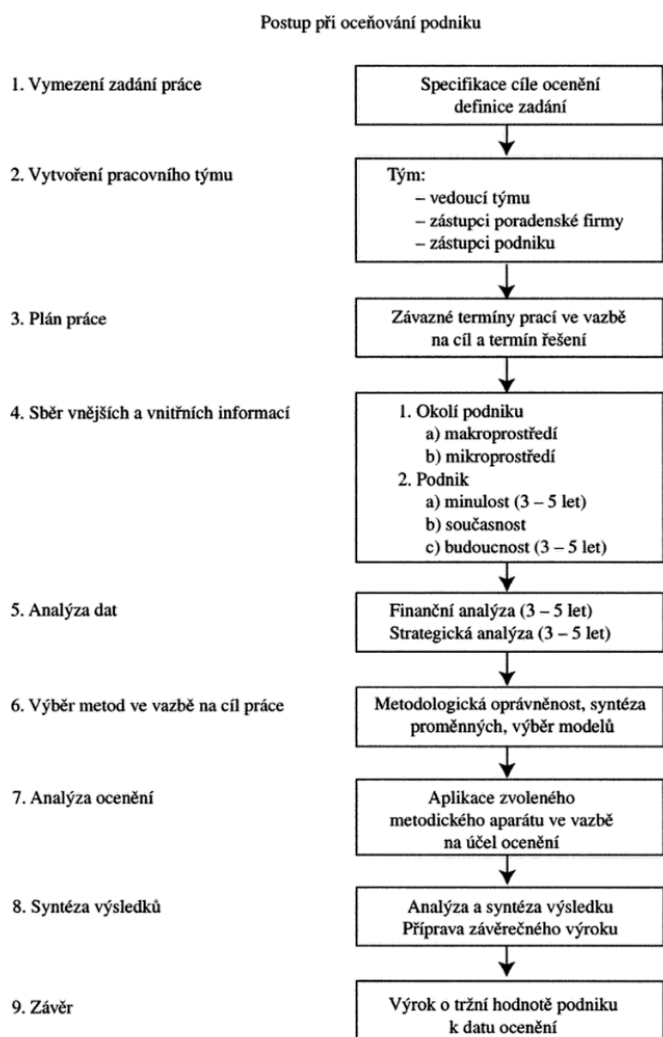 Postup při oceňování podniku
1. Vymezení zadání práce
Specifikace cíle ocenění
definice zadání
2. Vytvoření pracovního týmu
Tým:
– vedoucí týmu
– zástupci poradenské firmy
– zástupci podniku
3. Plán práce
Závazné termíny prací ve vazbě
na cíl a termín řešení
4. Sběr vnějších a vnitřních informací
1. Okolí podniku
a) makroprostředí
b) mikroprostředí
2. Podnik
a) minulost (3 – 5 let)
b) současnost
c) budoucnost (3 – 5 let)
5. Analýza dat
Finanční analýza (3 – 5 let)
Strategická analýza (3 – 5 let)
6. Výběr metod ve vazbě na cíl práce
Metodologická oprávněnost, syntéza
proměnných, výběr modelů
7. Analýza ocenění
Aplikace zvoleného
metodického aparátu ve vazbě
na účel ocenění
8. Syntéza výsledků
Analýza a syntéza výsledku
Příprava závěrečného výroku
9. Závěr
Výrok o tržní hodnotě podniku
k datu ocenění